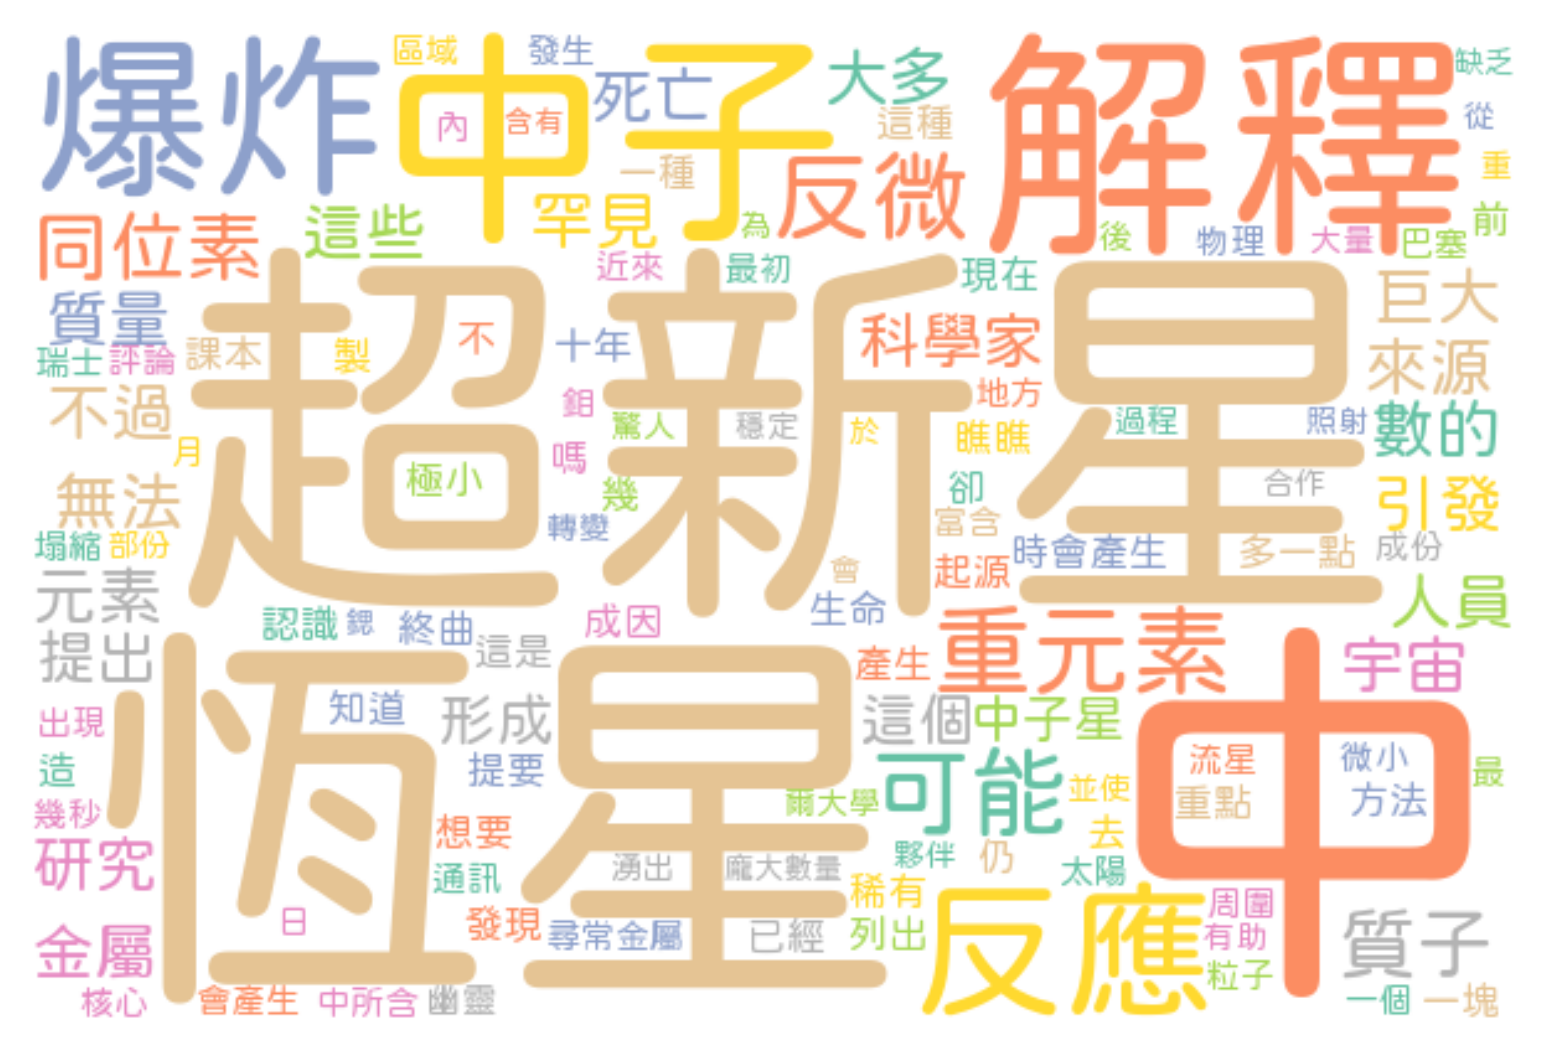 爆炸
中子
區域
發生
死亡
大多
解釋
缺乏
內
含有
這種
從
一種
反微
重
同位素
這些
罕見
為
後
物理
大量
巴塞
前
近來
最初
現在
超新星
質量
巨大
瑞士
評論
課本
製
不
十年
科學家
來源
不過
鉬
地方
月
驚人
穩定
於
瞧瞧
過程
照射
數的
嗎
極小
幾
卻
合作
無法
富含
引發
轉變
塌縮
部份
時會產生
多一點
成份
會
起源
元素
人員
認識
鍶
終曲
成因
生命
提出
這是
恆星
產生
重元素
宇宙
中
出現
知道
形成
這個
中子星
造
提要
可能
流星
微小
最
幾秒
爾大學
並使
重點
方法
想要
去
研究
通訊
湧出
龐大數量
夥伴
仍
太陽
日
稀有
反應
周圍
金屬
發現
尋常金屬
已經
列出
有助
質子
粒子
核心
會產生
中所含
幽靈
一個
一塊